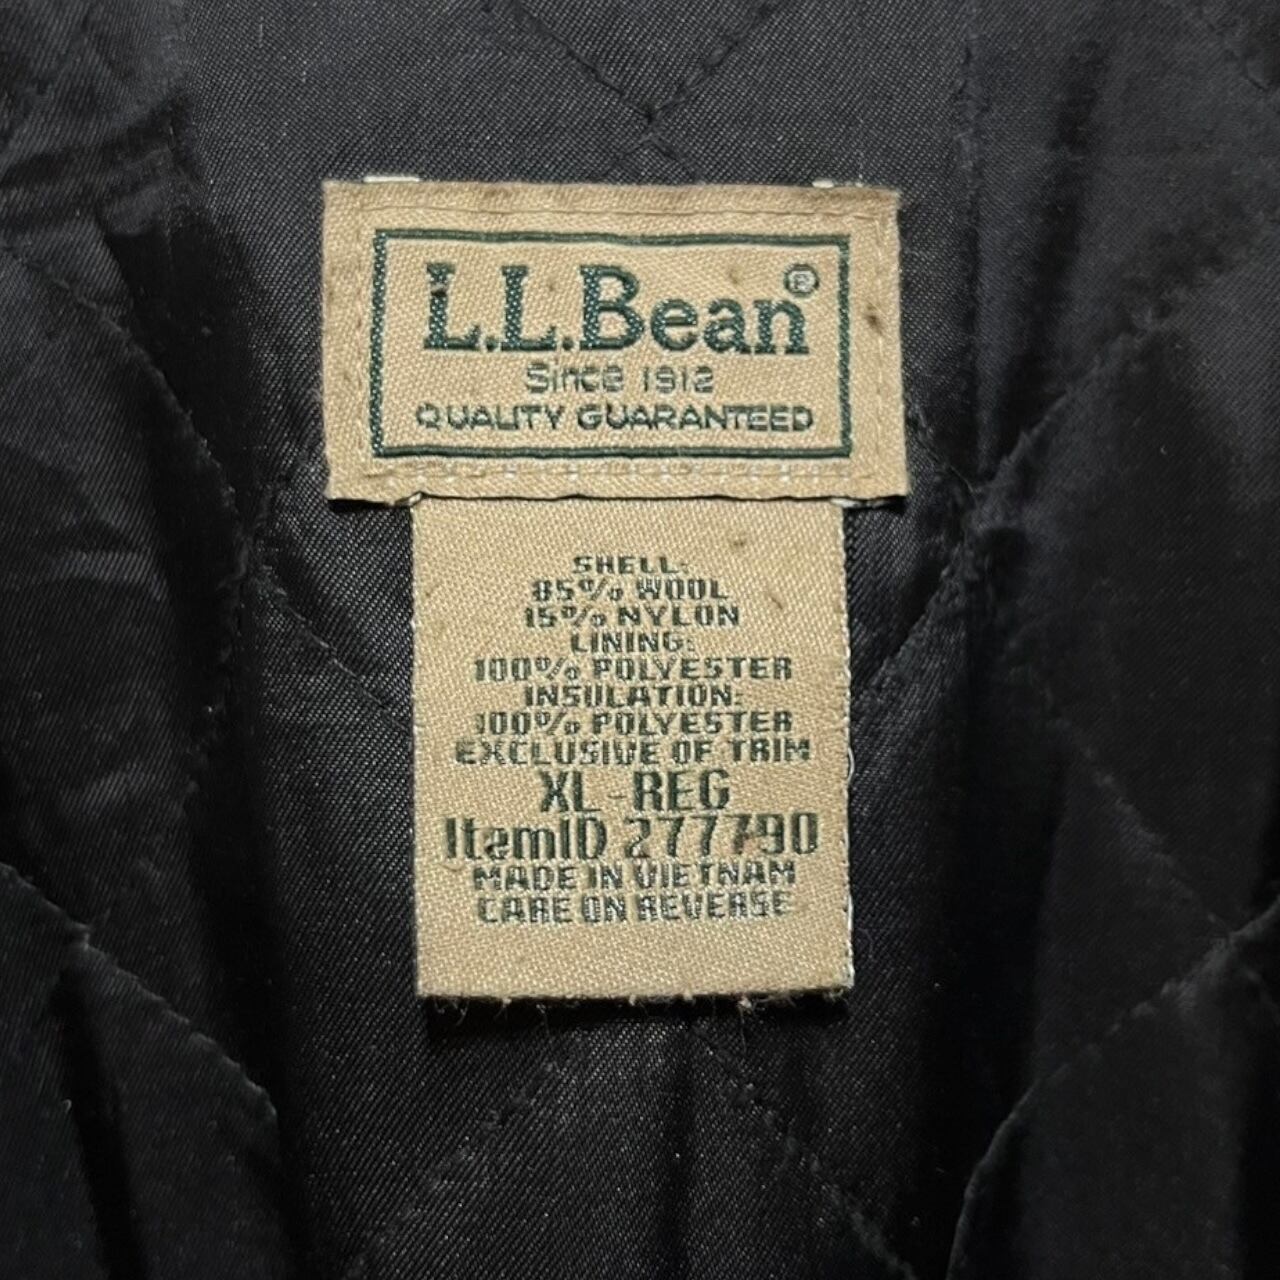 L.L.Bean®
Since 1912
QUALITY GUARANTEED
SHELL:
85% WOOL
15% NYLON
LINING:
100% POLYESTER
INSULATION:
100% POLYESTER
EXCLUSIVE OF TRIM
XL-REG
ItemID 277790
MADE IN VIETNAM
CARE ON REVERSE